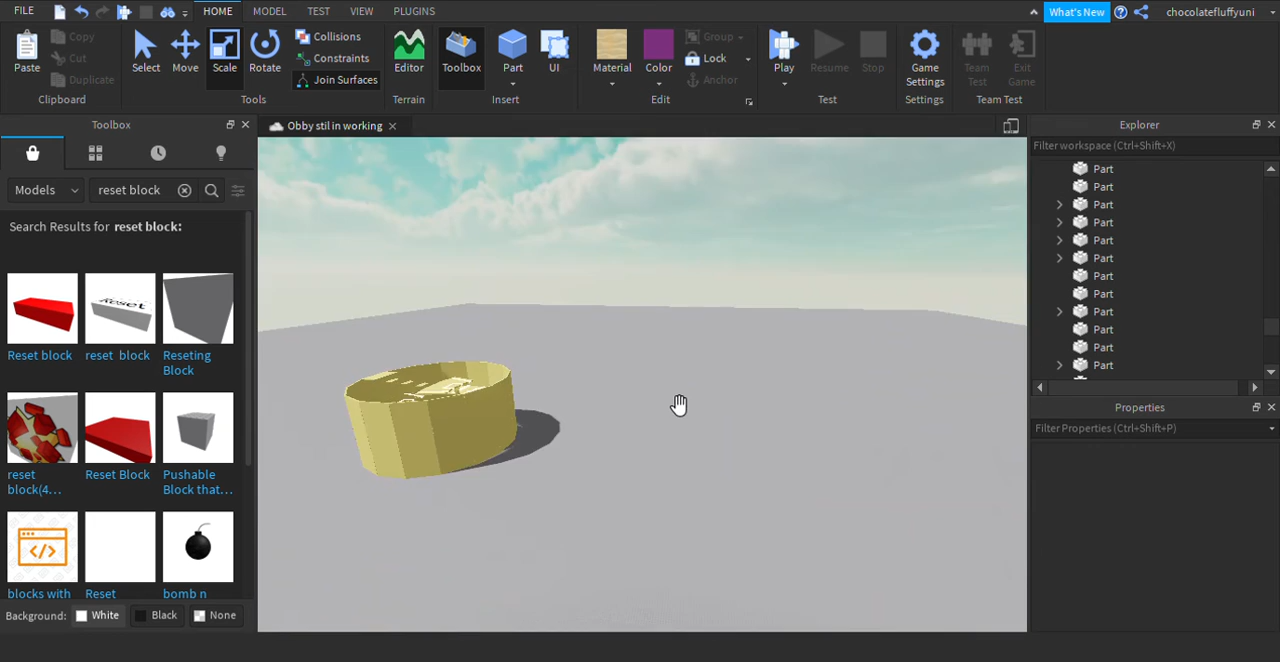 FILE HOME MODEL TEST VIEW PLUGINS What's New chocolatefluffyuni
Paste Copy Cut Duplicate
Clipboard
Select Move Scale Rotate Collisions Constraints Join Surfaces
Tools
Editor
Terrain
Toolbox Part UI
Insert
Material Color Group Lock Anchor
Edit
Play Resume Stop
Test
Game Settings
Settings
Team Test Exit Game
Team Test
Toolbox
Models reset block
Search Results for reset block:
Reset block reset block Reseting Block
Reset
reset block(4... Reset Block Pushable Block that...
blocks with Reset bomb n
Background: White Black None
Obby stil in working
Explorer
Filter workspace (Ctrl+Shift+X)
Part
Part
Part
Part
Part
Part
Part
Part
Part
Part
Part
Part
Properties
Filter Properties (Ctrl+Shift+P)